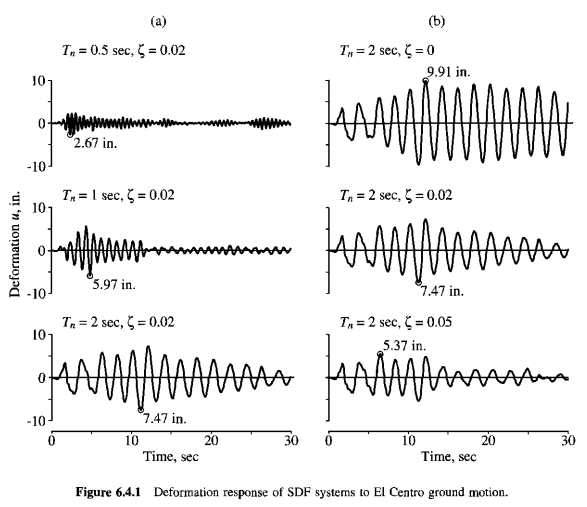 (a)
(b)
Tn = 0.5 sec, ζ = 0.02
10
0
-10
2.67 in.
Tn = 1 sec, ζ = 0.02
10
0
-10
5.97 in.
Tn = 2 sec, ζ = 0.02
10
0
-10
7.47 in.
0
10
20
30
Time, sec
Deformation u, in.
Tn = 2 sec, ζ = 0
9.91 in.
Tn = 2 sec, ζ = 0.02
7.47 in.
Tn = 2 sec, ζ = 0.05
5.37 in.
0
10
20
30
Time, sec
Figure 6.4.1 Deformation response of SDF systems to El Centro ground motion.